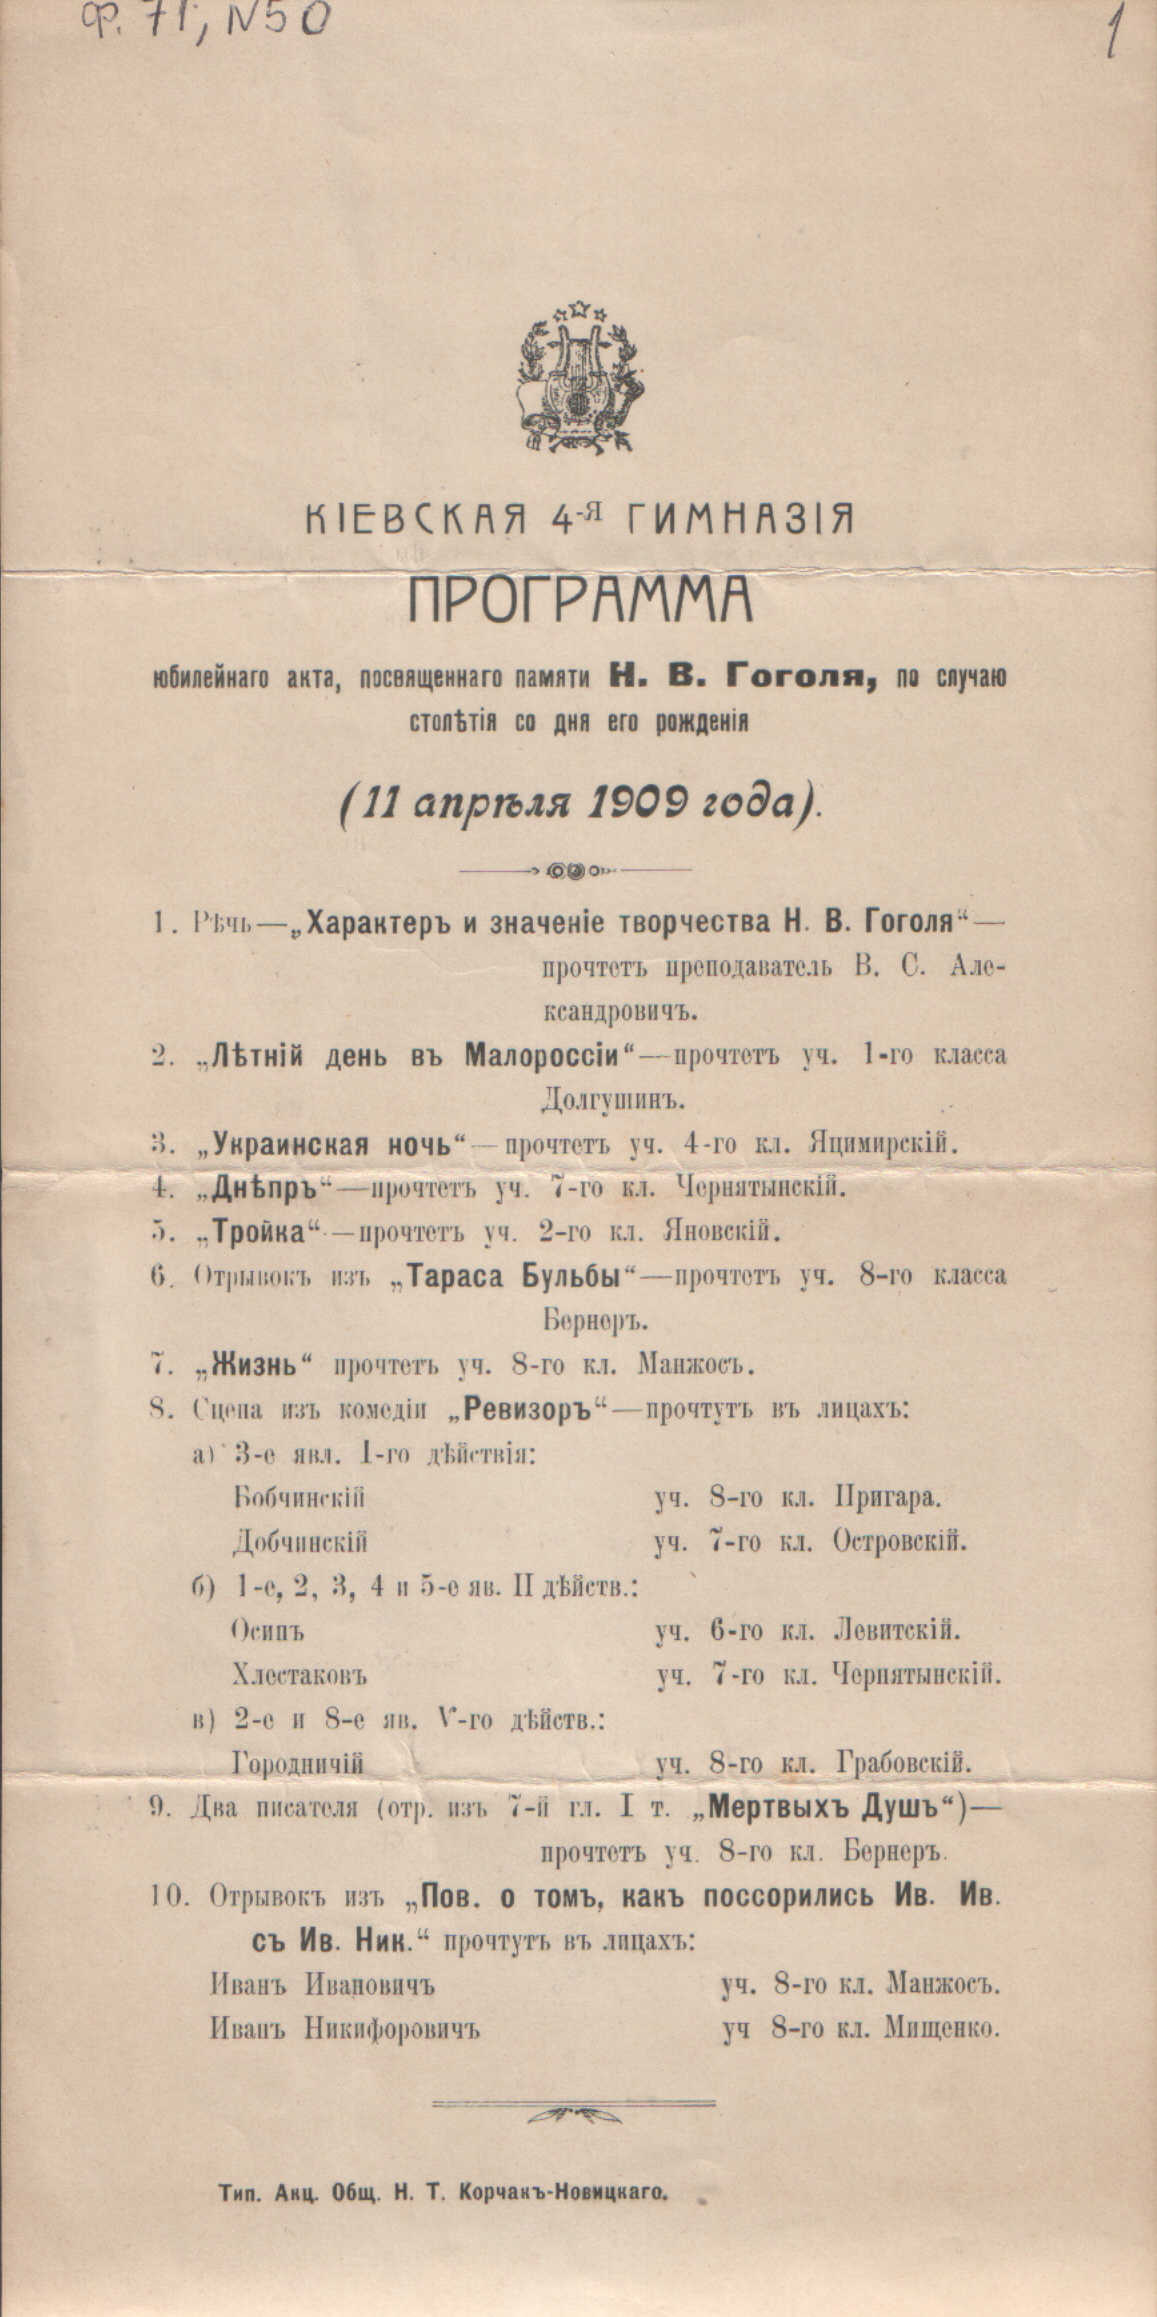 Ф. 71, N50
1
КІЕВСКАЯ 4-Я ГИМНАЗІЯ
ПРОГРАММА
юбилейнаго акта, посвященнаго памяти Н. В. Гоголя, по случаю
столѣтія со дня его рожденія
(11 апрѣля 1909 года).
1. Рѣчь—„Характеръ и значеніе творчества Н. В. Гоголя“—
прочтетъ преподаватель В. С. Але-
ксандровичъ.
2. „Лѣтній день въ Малороссіи“—прочтетъ уч. 1-го класса
Долгушинъ.
3. „Украинская ночь“—прочтетъ уч. 4-го кл. Яцимирскій.
4. „Днѣпръ“—прочтетъ уч. 7-го кл. Чернятынскій.
5. „Тройка“—прочтетъ уч. 2-го кл. Яновскій.
6. Отрывокъ изъ „Тараса Бульбы“—прочтетъ уч. 8-го класса
Бернеръ.
7. „Жизнь“ прочтетъ уч. 8-го кл. Манжосъ.
8. Сцена изъ комедіи „Ревизоръ“—прочтутъ въ лицахъ:
а) 3-е явл. I-го дѣйствія:
Бобчинскій уч. 8-го кл. Пригара.
Добчинскій уч. 7-го кл. Островскій.
б) 1-е, 2, 3, 4 и 5-е яв. II дѣйств.:
Осипъ уч. 6-го кл. Левитскій.
Хлестаковъ уч. 7-го кл. Чернятынскій.
в) 2-е и 8-е яв. V-го дѣйств.:
Городничій уч. 8-го кл. Грабовскій.
9. Два писателя (отр. изъ 7-й гл. I т. „Мертвыхъ Душъ“)—
прочтетъ уч. 8-го кл. Бернеръ.
10. Отрывокъ изъ „Пов. о томъ, какъ поссорились Ив. Ив.
съ Ив. Ник.“ прочтутъ въ лицахъ:
Иванъ Ивановичъ уч. 8-го кл. Манжосъ.
Иванъ Никифоровичъ уч 8-го кл. Мищенко.
Тип. Акц. Общ. Н. Т. Корчакъ-Новицкаго.